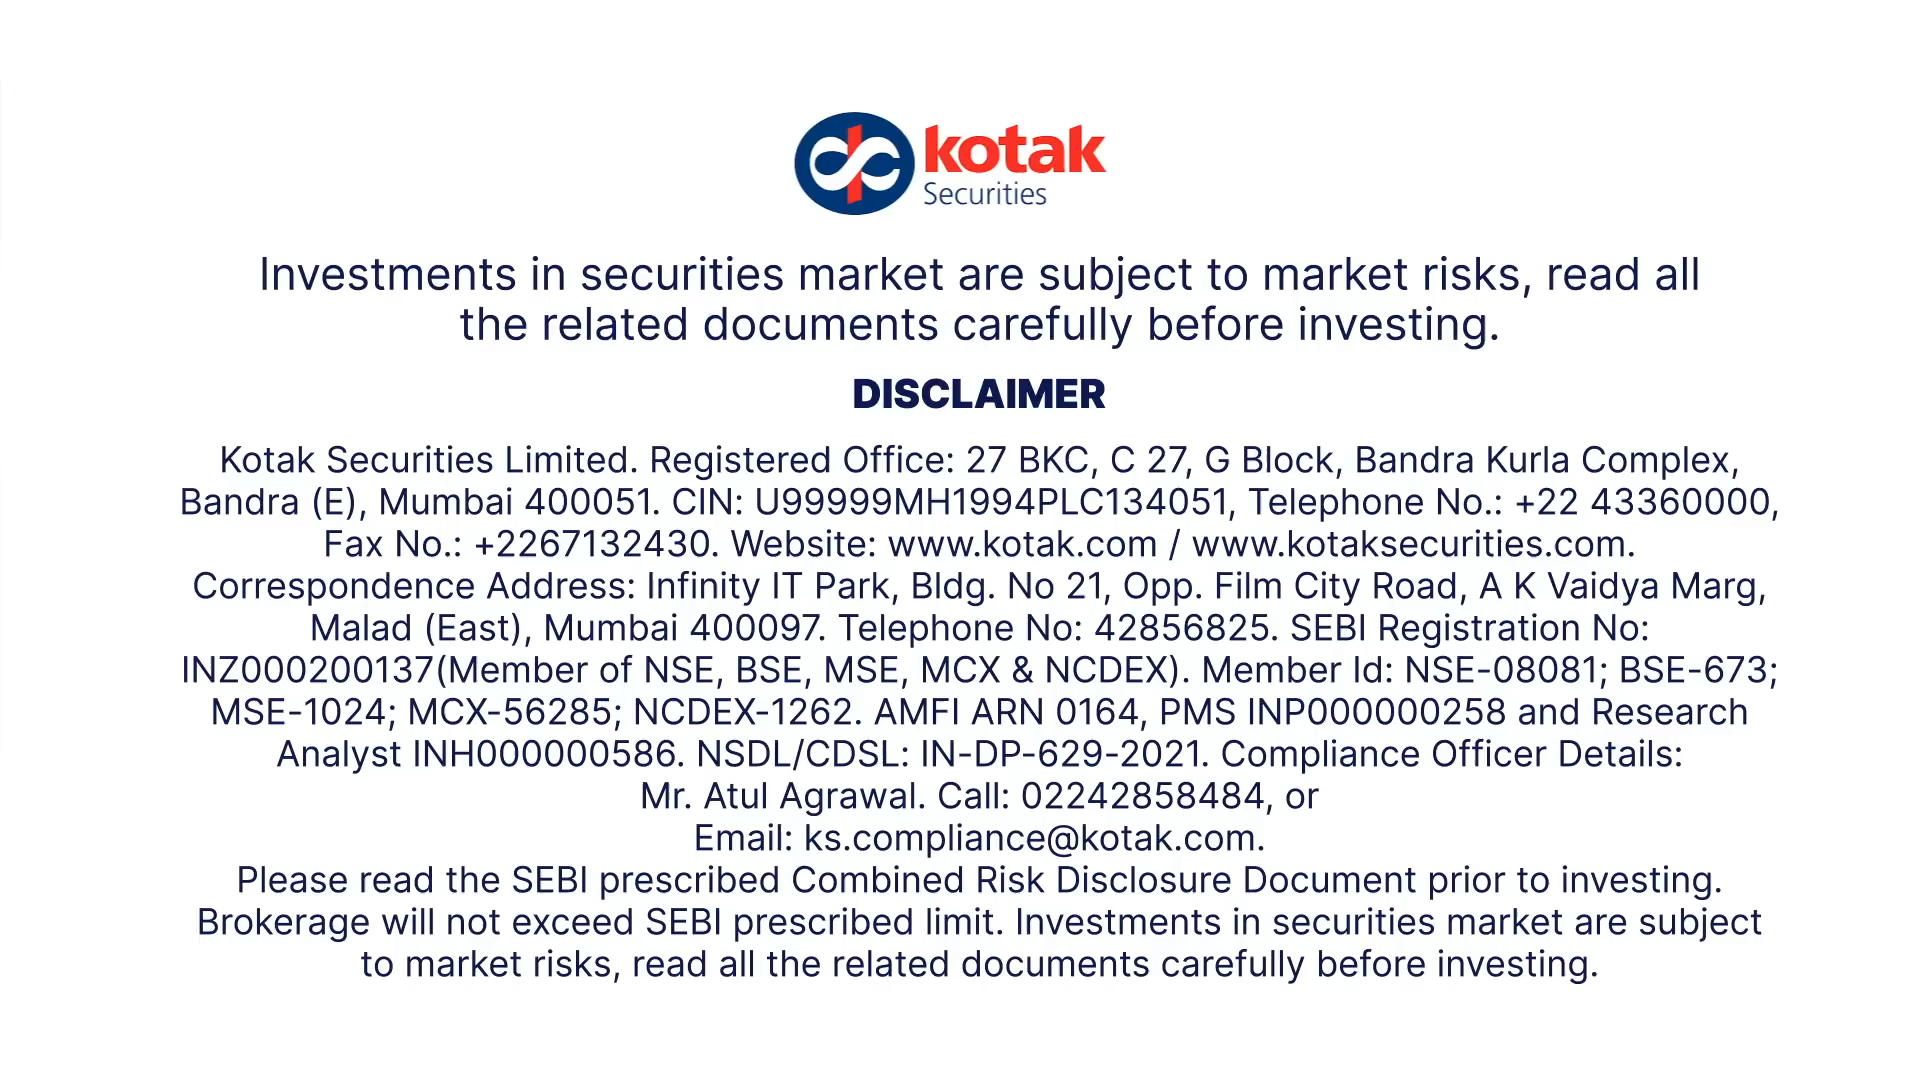 kotak
Securities
Investments in securities market are subject to market risks, read all
the related documents carefully before investing.
DISCLAIMER
Kotak Securities Limited. Registered Office: 27 BKC, C 27, G Block, Bandra Kurla Complex,
Bandra (E), Mumbai 400051. CIN: U99999MH1994PLC134051, Telephone No.: +22 43360000,
Fax No.: +2267132430. Website: www.kotak.com / www.kotaksecurities.com.
Correspondence Address: Infinity IT Park, Bldg. No 21, Opp. Film City Road, A K Vaidya Marg,
Malad (East), Mumbai 400097. Telephone No: 42856825. SEBI Registration No:
INZ000200137(Member of NSE, BSE, MSE, MCX & NCDEX). Member Id: NSE-08081; BSE-673;
MSE-1024; MCX-56285; NCDEX-1262. AMFI ARN 0164, PMS INP000000258 and Research
Analyst INH000000586. NSDL/CDSL: IN-DP-629-2021. Compliance Officer Details:
Mr. Atul Agrawal. Call: 02242858484, or
Email: ks.compliance@kotak.com.
Please read the SEBI prescribed Combined Risk Disclosure Document prior to investing.
Brokerage will not exceed SEBI prescribed limit. Investments in securities market are subject
to market risks, read all the related documents carefully before investing.